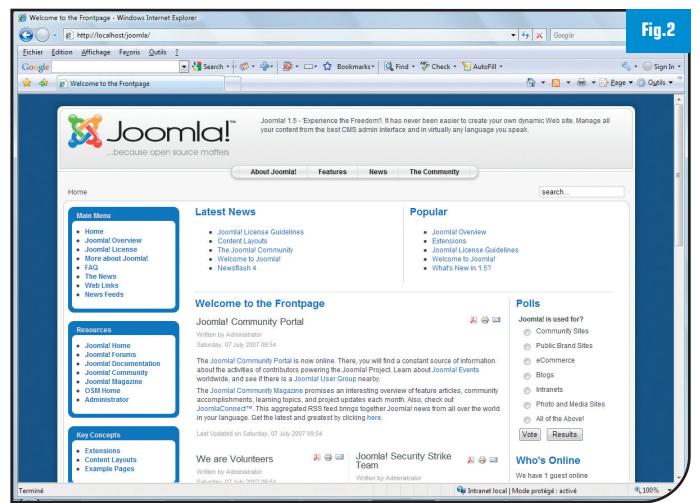 Fig.2
Welcome to the Frontpage - Windows Internet Explorer
http://localhost/joomla/
Google
Fichier Edition Affichage Favoris Outils ?
Google Search Bookmarks Find Check AutoFill Sign In
Welcome to the Frontpage
Page Outils
Joomla!™
...because open source matters
Joomla! 1.5 - 'Experience the Freedom'!. It has never been easier to create your own dynamic Web site. Manage all
your content from the best CMS admin interface and in virtually any language you
speak.
About Joomla! Features News The Community
Home
search...
Main Menu
Home
Joomla! Overview
Joomla! License
More about Joomla!
FAQ
The News
Web Links
News Feeds
Resources
Joomla! Home
Joomla! Forums
Joomla! Documentation
Joomla! Community
Joomla! Magazine
OSM Home
Administrator
Key Concepts
Extensions
Content Layouts
Example Pages
Latest News
Joomla! License Guidelines
Content Layouts
The Joomla! Community
Welcome to Joomla!
Newsflash 4
Popular
Joomla! Overview
Extensions
Joomla! License Guidelines
Welcome to Joomla!
What's New in 1.5?
Welcome to the Frontpage
Joomla! Community Portal
Written by Administrator
Saturday, 07 July 2007 09:54
The Joomla! Community Portal is now online. There, you will find a constant source of information
about the activities of contributors powering the Joomla! Project. Learn about Joomla! Events
worldwide, and see if there is a Joomla! User Group nearby.
The Joomla! Community Magazine promises an interesting overview of feature articles, community
accomplishments, learning topics, and project updates each month. Also, check out
JoomlaConnect™. This aggregated RSS feed brings together Joomla! news from all over the world
in your language. Get the latest and greatest by clicking here.
Last Updated on Saturday, 07 July 2007 09:54
We are Volunteers
Written by Administrator
Saturday, 07 July 2007 09:54
Joomla! Security Strike
Team
Written by Administrator
Polls
Joomla! is used for?
Community Sites
Public Brand Sites
eCommerce
Blogs
Intranets
Photo and Media Sites
All of the Above!
Vote Results
Who's Online
We have 1 guest online
Terminé
Intranet local | Mode protégé : activé
100%